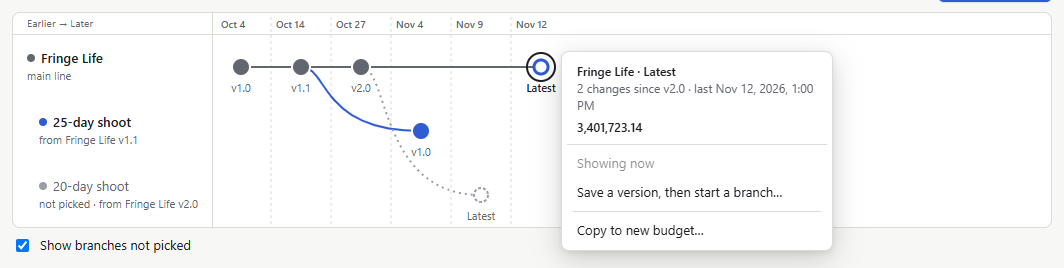 Earlier → Later
Oct 4
Oct 14
Oct 27
Nov 4
Nov 9
Nov 12
Fringe Life
main line
v1.0
v1.1
v2.0
Latest
25-day shoot
from Fringe Life v1.1
v1.0
20-day shoot
not picked · from Fringe Life v2.0
Latest
Fringe Life · Latest
2 changes since v2.0 · last Nov 12, 2026, 1:00
PM
3,401,723.14
Showing now
Save a version, then start a branch...
Copy to new budget...
Show branches not picked